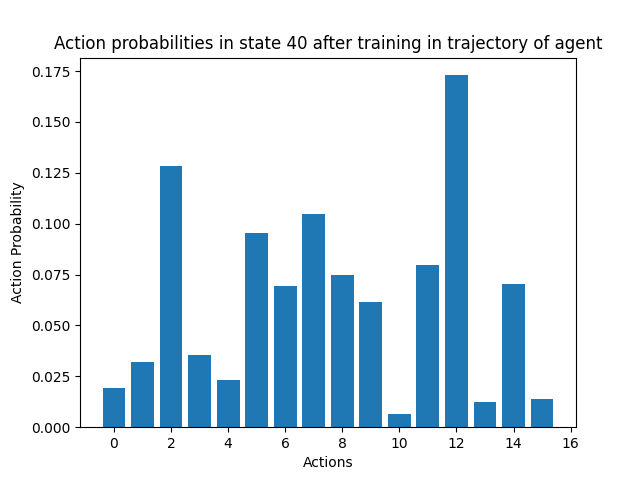 Action probabilities in state 40 after training in trajectory of agent
0.175
0.150
0.125
0.100
0.075
0.050
0.025
0.000
Action Probability
0 2 4 6 8 10 12 14 16
Actions